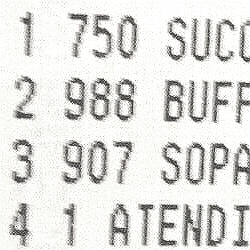 1 750 SUCO
2 988 BUFF
3 907 SOPA
4 1 ATENDI